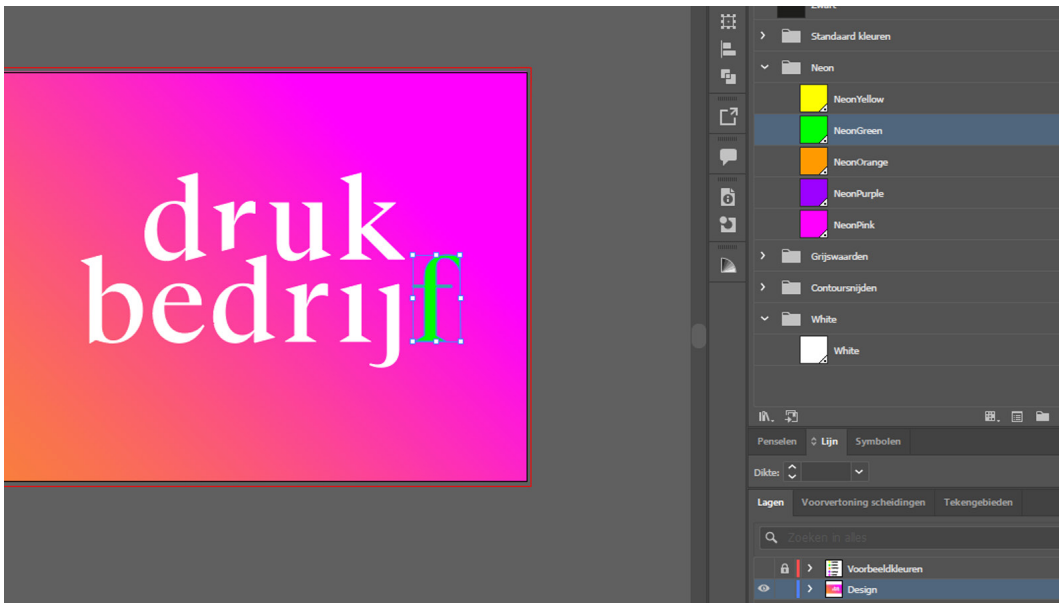 druk
bedrijf
Zwart
Standaard kleuren
Neon
NeonYellow
NeonGreen
NeonOrange
NeonPurple
NeonPink
Grijswaarden
Contoursnijden
White
White
Penselen Lijn Symbolen
Dikte:
Lagen Voorvertoning scheidingen Tekengebieden
Zoeken in alles
Voorbeeldkleuren
Design